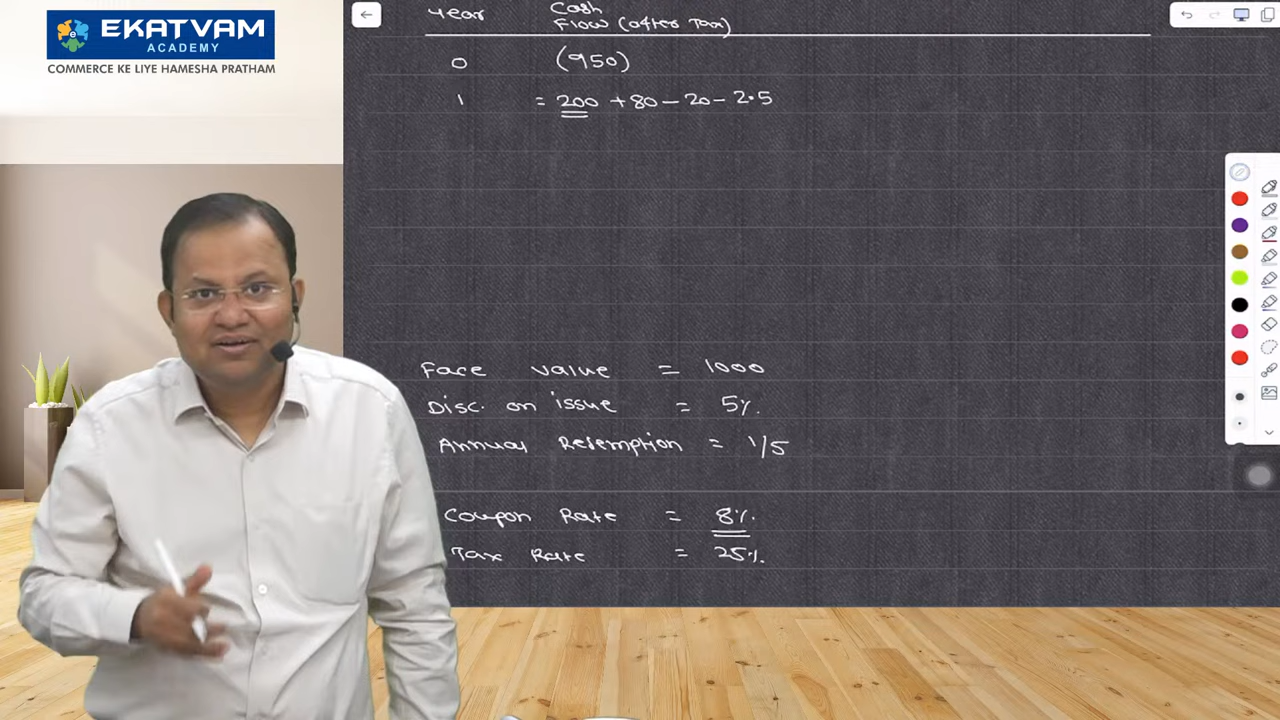 EKATVAM
ACADEMY
COMMERCE KE LIYE HAMESHA PRATHAM
Year Cash
Flow (after Tax)
0 (950)
1 = 200 + 80 - 20 - 2.5
Face value = 1000
Disc. on issue = 5%.
Annual Redemption = 1/5
Coupon Rate = 8%.
Tax Rate = 25%.